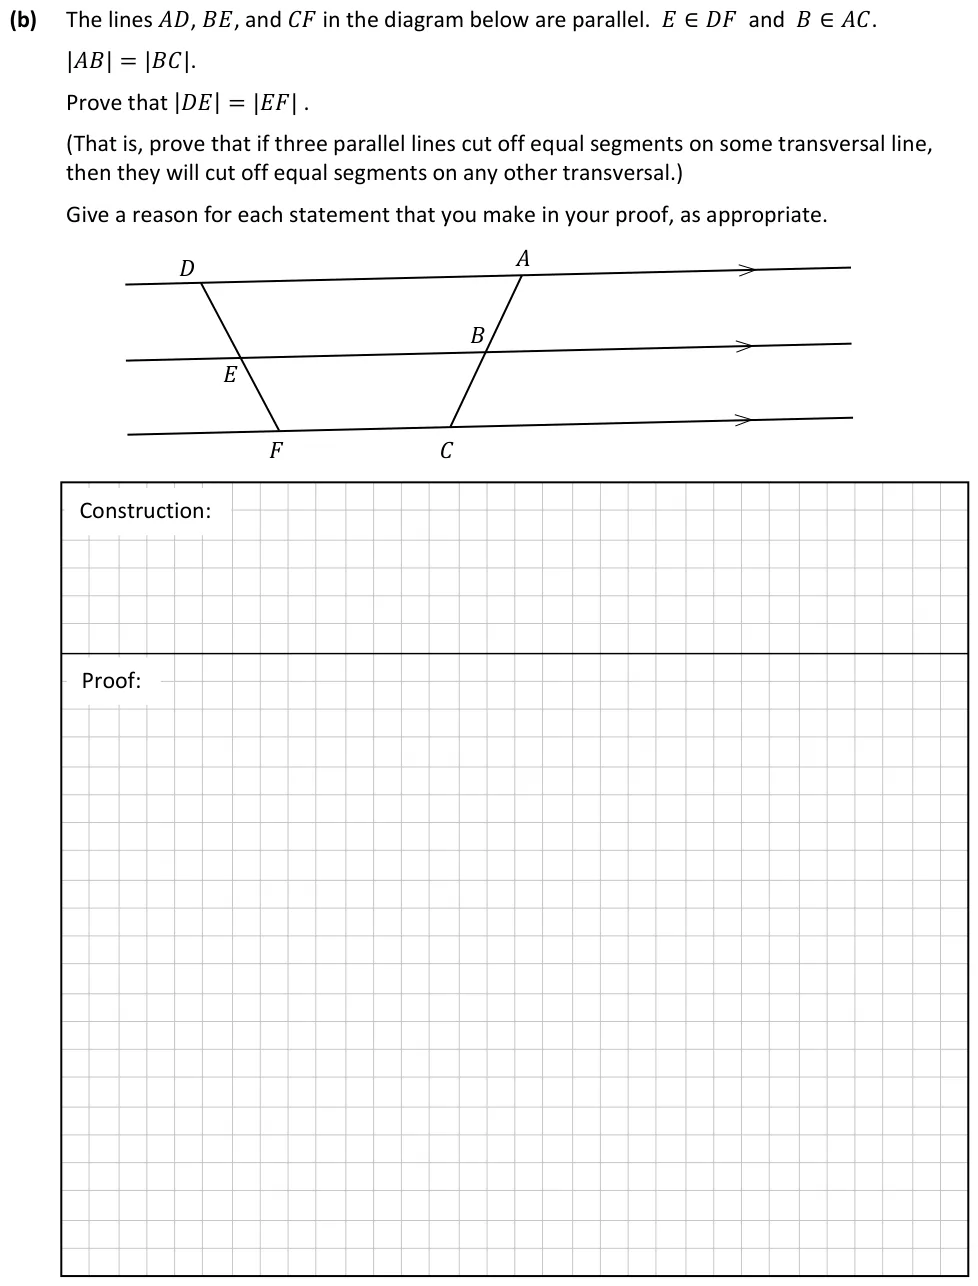 (b) The lines AD, BE, and CF in the diagram below are parallel. E ∈ DF and B ∈ AC.
|AB| = |BC|.
Prove that |DE| = |EF| .
(That is, prove that if three parallel lines cut off equal segments on some transversal line,
then they will cut off equal segments on any other transversal.)
Give a reason for each statement that you make in your proof, as appropriate.
D
A
B
E
F
C
Construction:
Proof: